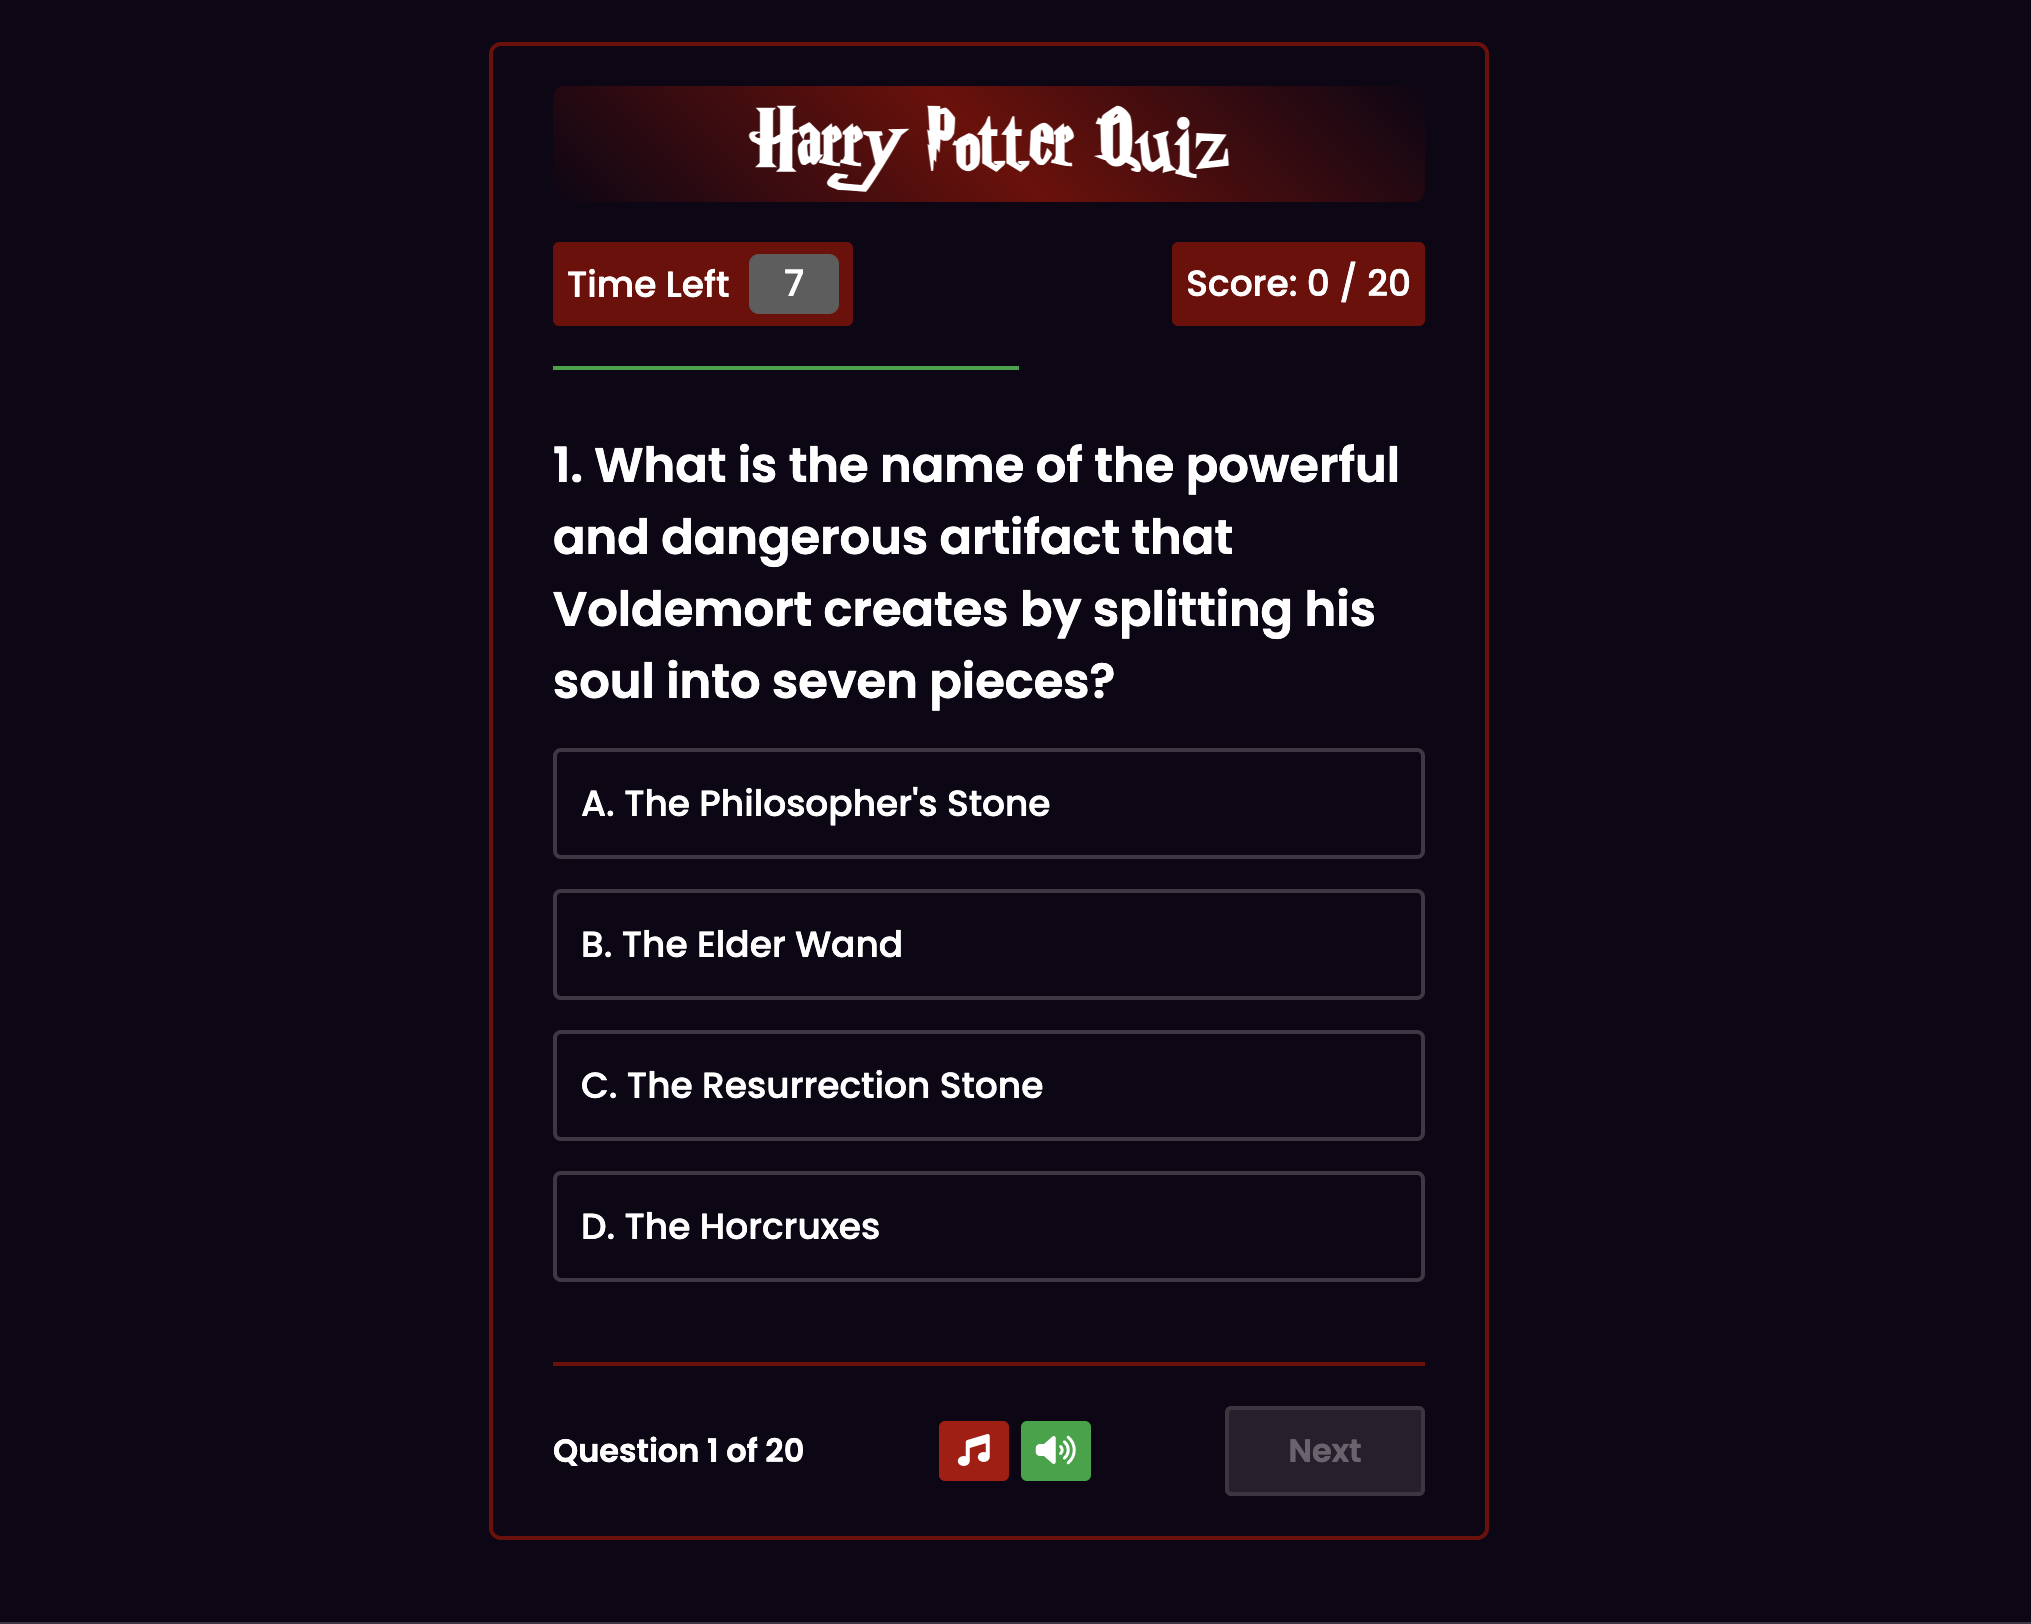 Harry Potter Quiz
Time Left 7
Score: 0 / 20
1. What is the name of the powerful
and dangerous artifact that
Voldemort creates by splitting his
soul into seven pieces?
A. The Philosopher's Stone
B. The Elder Wand
C. The Resurrection Stone
D. The Horcruxes
Question 1 of 20
Next